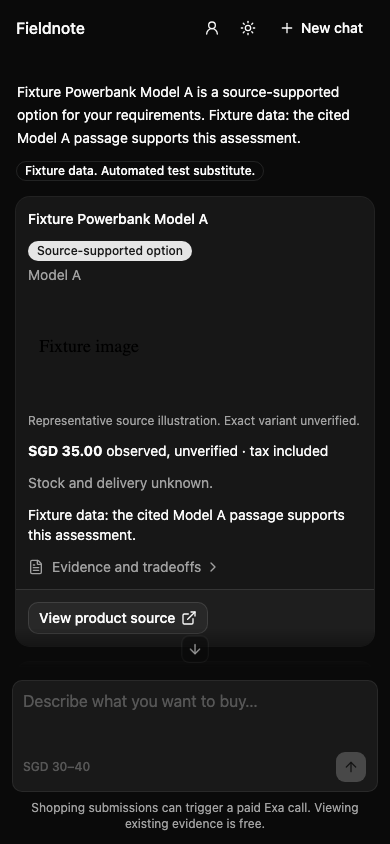 Fieldnote
New chat
Fixture Powerbank Model A is a source-supported
option for your requirements. Fixture data: the cited
Model A passage supports this assessment.
Fixture data. Automated test substitute.
Fixture Powerbank Model A
Source-supported option
Model A
Fixture image
Representative source illustration. Exact variant unverified.
SGD 35.00 observed, unverified · tax included
Stock and delivery unknown.
Fixture data: the cited Model A passage supports
this assessment.
Evidence and tradeoffs
View product source
Describe what you want to buy...
SGD 30–40
Shopping submissions can trigger a paid Exa call. Viewing
existing evidence is free.